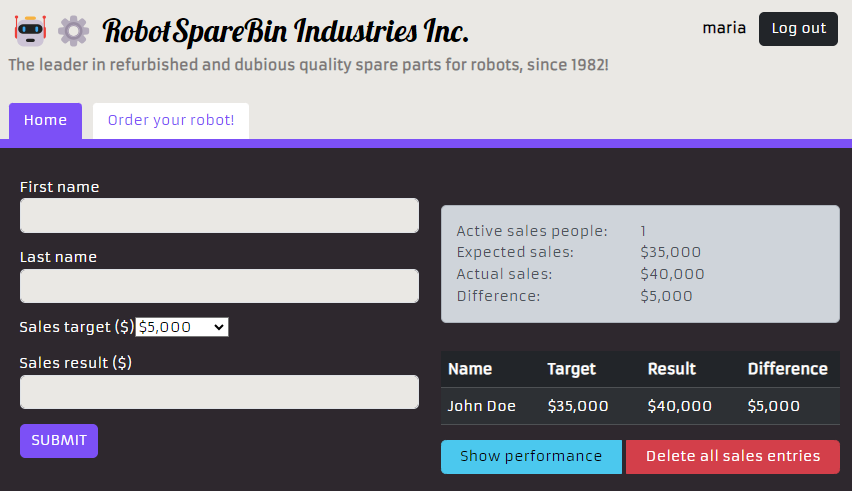 RobotSpareBin Industries Inc.
maria
Log out
The leader in refurbished and dubious quality spare parts for robots, since 1982!
Home
Order your robot!
First name
Last name
Sales target ($) $5,000
Sales result ($)
SUBMIT
Active sales people: 1
Expected sales: $35,000
Actual sales: $40,000
Difference: $5,000
Name Target Result Difference
John Doe $35,000 $40,000 $5,000
Show performance
Delete all sales entries